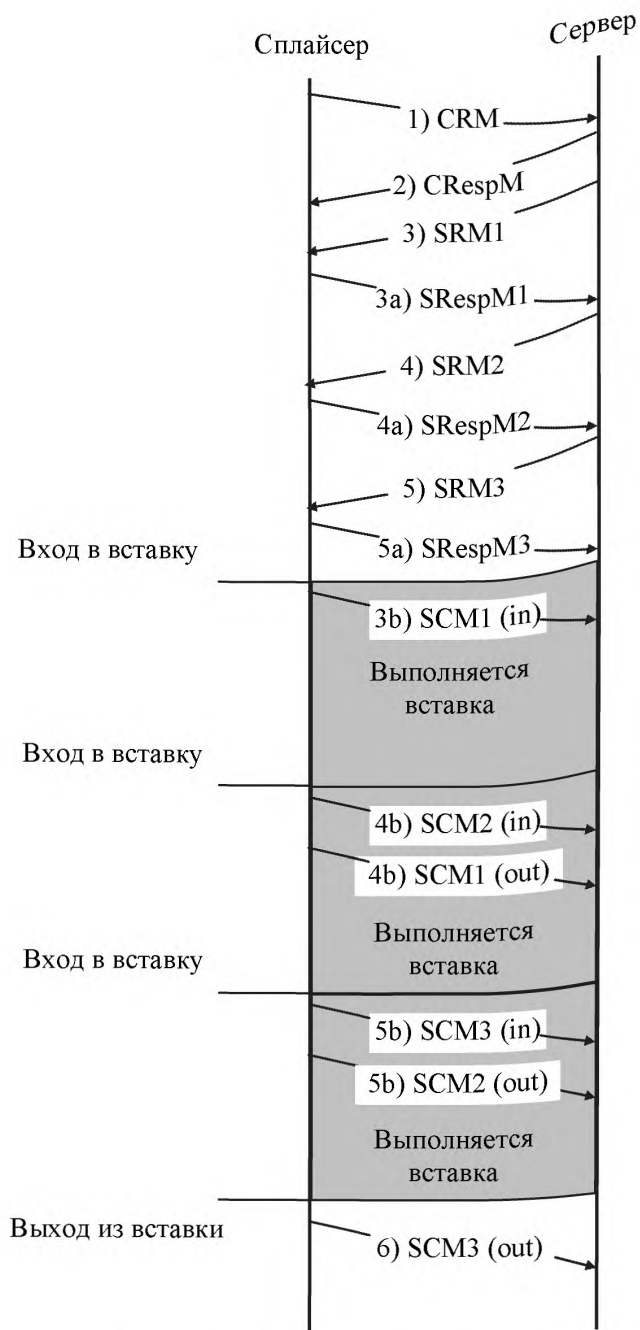 Сплайсер
Сервер
1) CRM
2) CRespM
3) SRM1
3a) SRespM1
4) SRM2
4a) SRespM2
5) SRM3
5a) SRespM3
Вход в вставку
3b) SCM1 (in)
Выполняется
вставка
Вход в вставку
4b) SCM2 (in)
4b) SCM1 (out)
Выполняется
вставка
Вход в вставку
5b) SCM3 (in)
5b) SCM2 (out)
Выполняется
вставка
Выход из вставки
6) SCM3 (out)